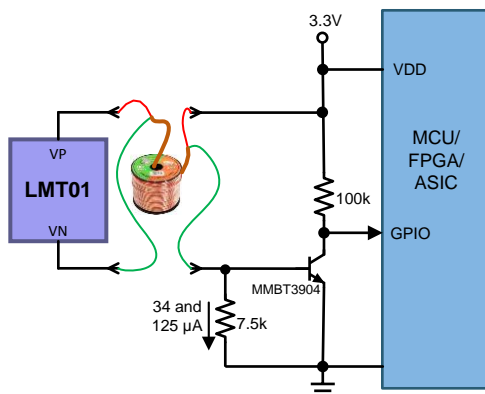 3.3V
VDD
MCU/
FPGA/
ASIC
VP
LMT01
VN
100k
GPIO
MMBT3904
34 and
125 µA
7.5k